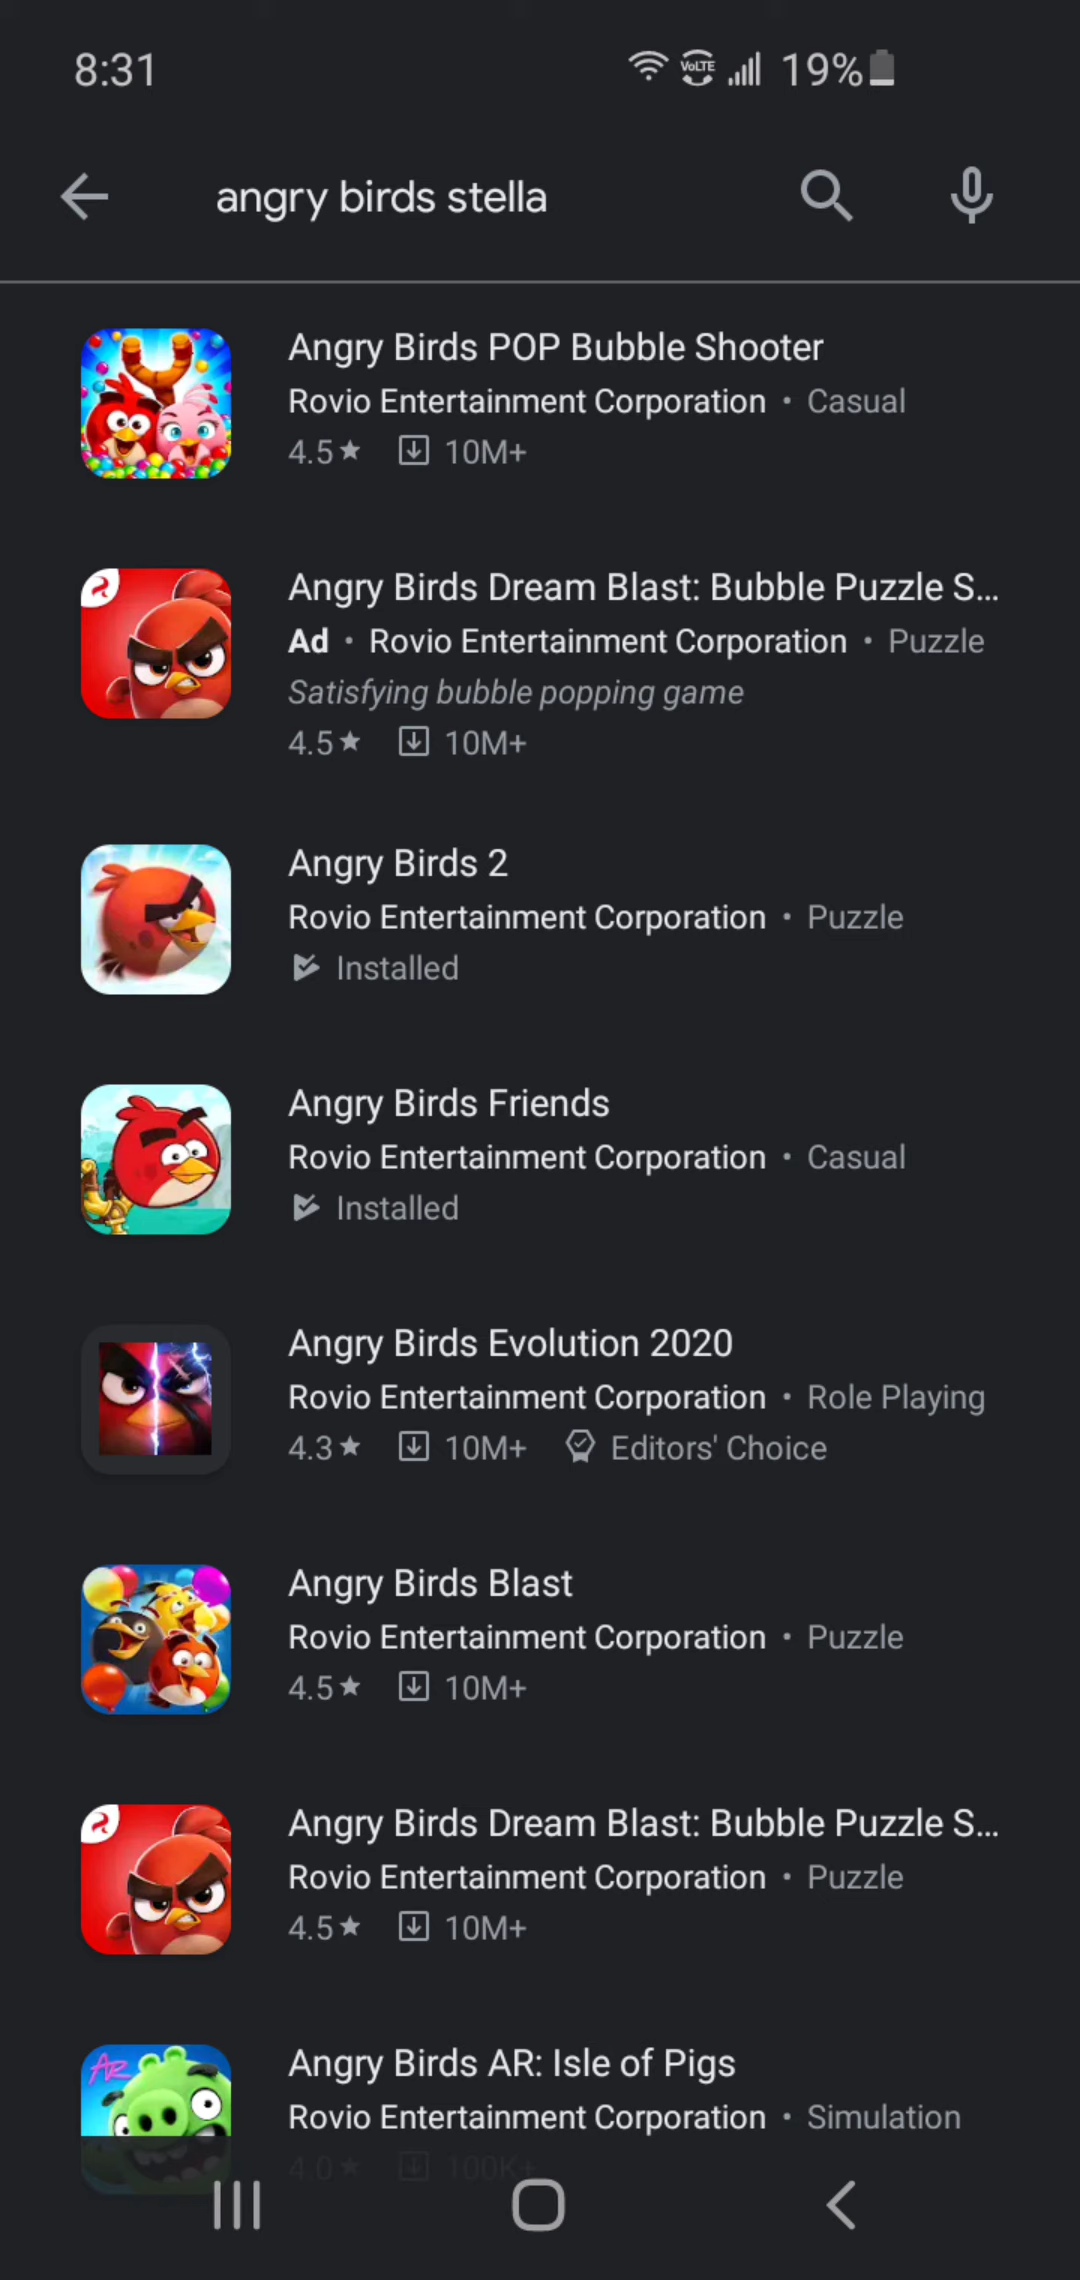 8:31
VoLTE
19%
angry birds stella
Angry Birds POP Bubble Shooter
Rovio Entertainment Corporation • Casual
4.5★ 10M+
Angry Birds Dream Blast: Bubble Puzzle S...
Ad • Rovio Entertainment Corporation • Puzzle
Satisfying bubble popping game
4.5★ 10M+
Angry Birds 2
Rovio Entertainment Corporation • Puzzle
Installed
Angry Birds Friends
Rovio Entertainment Corporation • Casual
Installed
Angry Birds Evolution 2020
Rovio Entertainment Corporation • Role Playing
4.3★ 10M+ Editors' Choice
Angry Birds Blast
Rovio Entertainment Corporation • Puzzle
4.5★ 10M+
Angry Birds Dream Blast: Bubble Puzzle S...
Rovio Entertainment Corporation • Puzzle
4.5★ 10M+
AR
Angry Birds AR: Isle of Pigs
Rovio Entertainment Corporation • Simulation
4.0★ 100K+